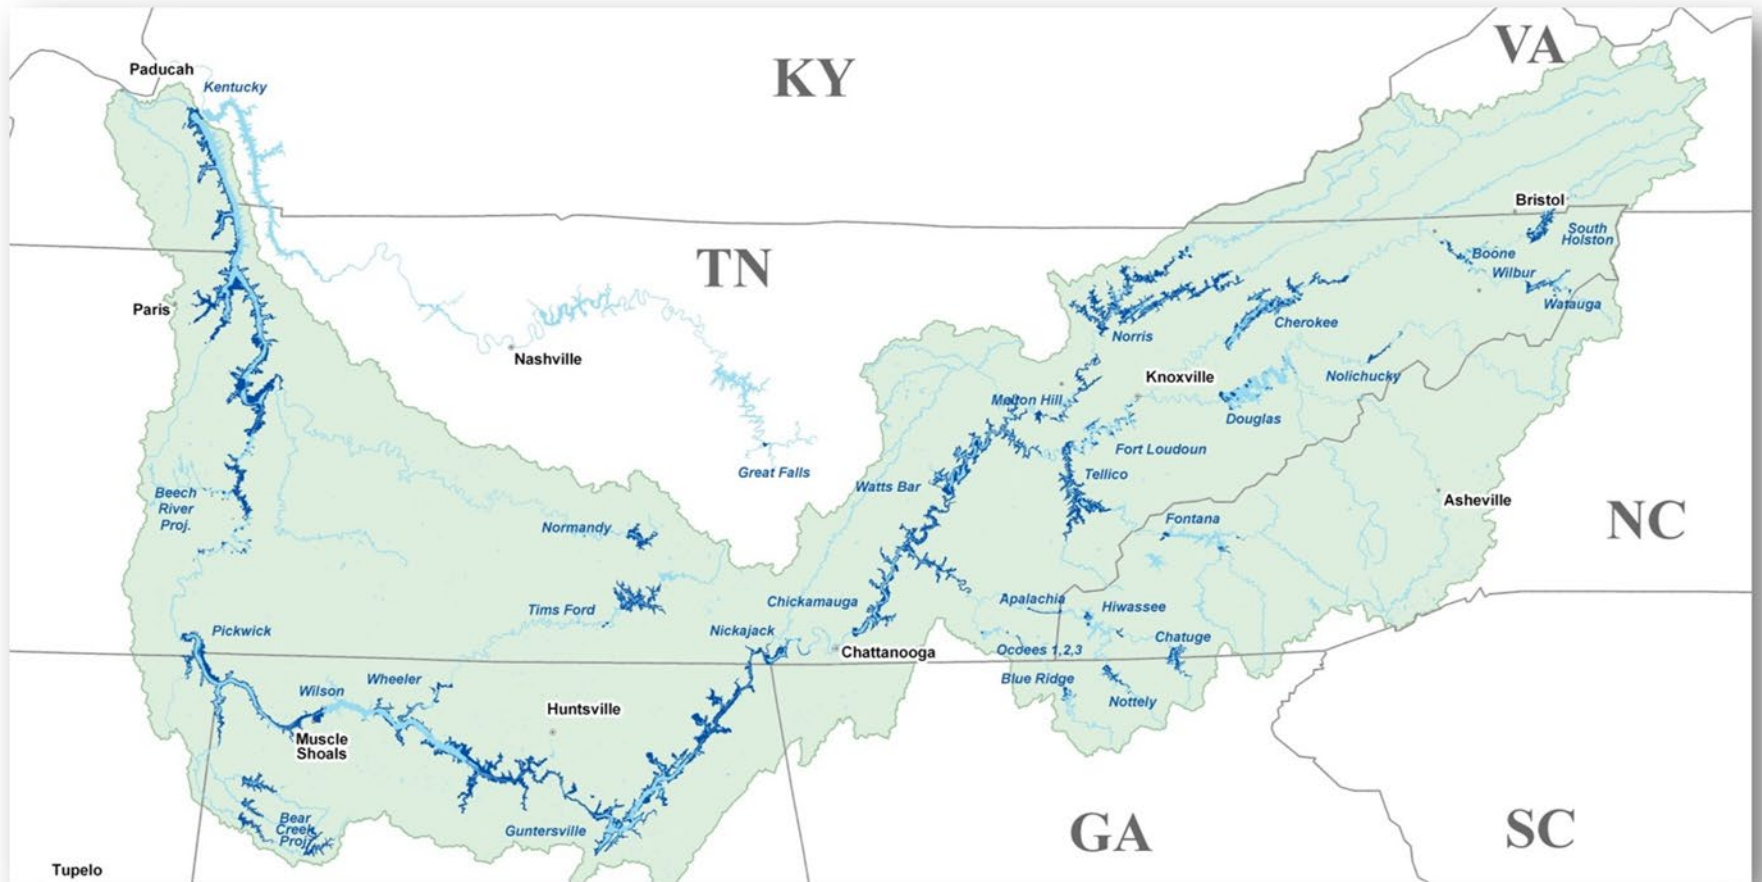 KY
VA
Paducah
Kentucky
Bristol
South
Holston
Boone
TN
Wilbur
Watauga
Paris
Cherokee
Norris
Nashville
Knoxville
Nolichucky
Melton Hill
Douglas
Fort Loudoun
Great Falls
Tellico
Watts Bar
Beech
River
Proj.
Asheville
Normandy
Fontana
NC
Tims Ford
Chickamauga
Apalachia
Hiwassee
Pickwick
Nickajack
Chatuge
Chattanooga
Ocoees 1,2,3
Blue Ridge
Wheeler
Wilson
Nottely
Huntsville
Muscle
Shoals
Bear
Creek
Proj.
Guntersville
GA
SC
Tupelo